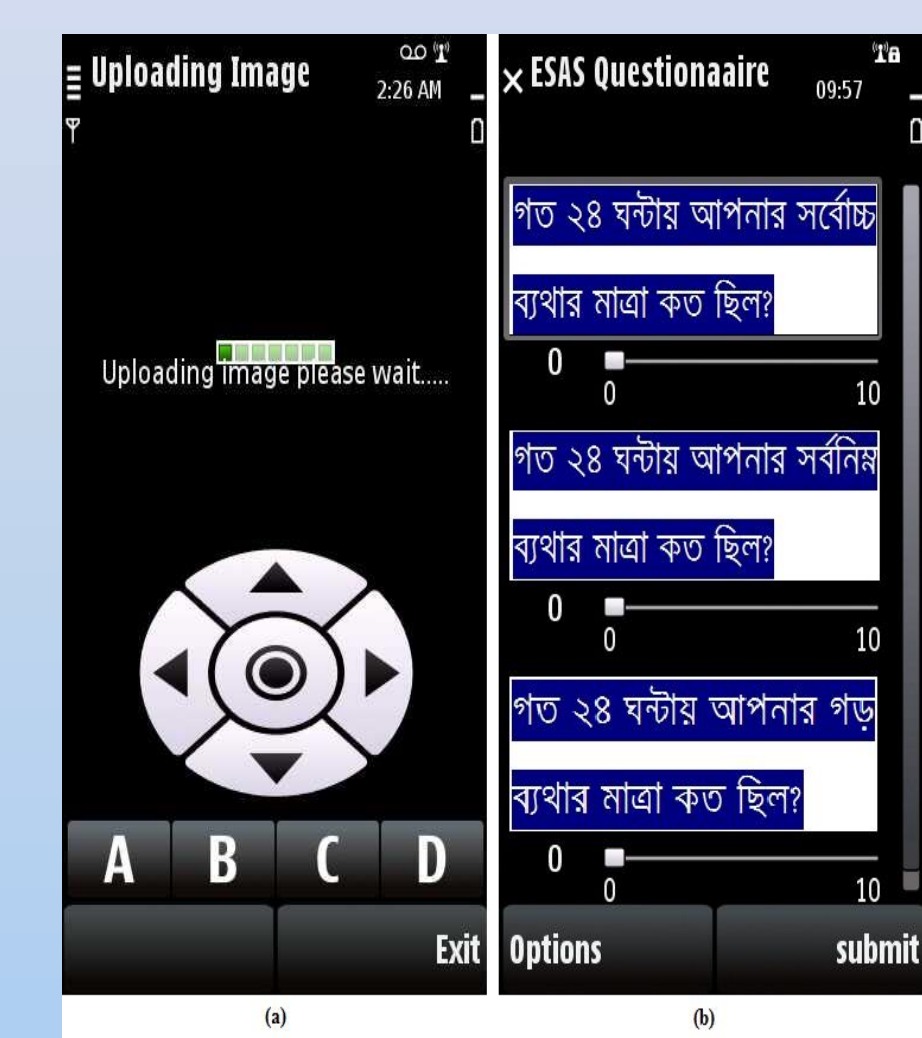 Uploading Image
2:26 AM
Uploading image please wait.....
A B C D
Exit
(a)
ESAS Questionaaire
09:57
গত ২৪ ঘন্টায় আপনার সর্বোচ্চ
ব্যথার মাত্রা কত ছিল?
0
0 10
গত ২৪ ঘন্টায় আপনার সর্বনিম্ন
ব্যথার মাত্রা কত ছিল?
0
0 10
গত ২৪ ঘন্টায় আপনার গড়
ব্যথার মাত্রা কত ছিল?
0
0 10
Options submit
(b)